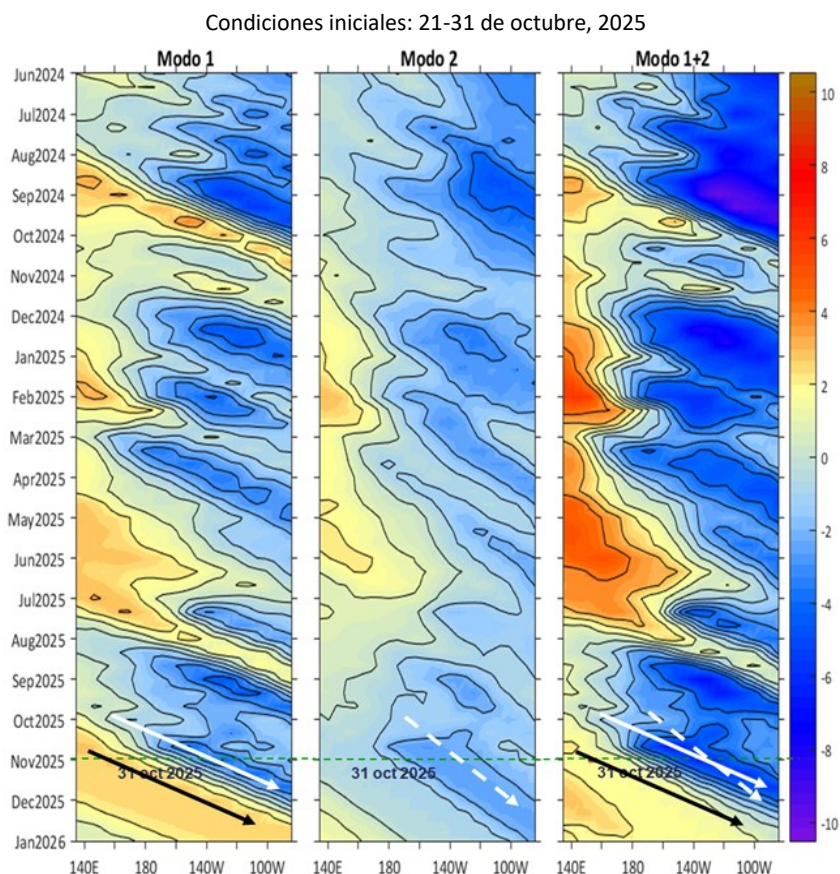 Condiciones iniciales: 21-31 de octubre, 2025
Modo 1 Modo 2 Modo 1+2
Jun2024
Jul2024
Aug2024
Sep2024
Oct2024
Nov2024
Dec2024
Jan2025
Feb2025
Mar2025
Apr2025
May2025
Jun2025
Jul2025
Aug2025
Sep2025
Oct2025
Nov2025
Dec2025
Jan2026
31 oct 2025 31 oct 2025 31 oct 2025
140E 180 140W 100W 140E 180 140W 100W 140E 180 140W 100W
10
8
6
4
2
0
-2
-4
-6
-8
-10